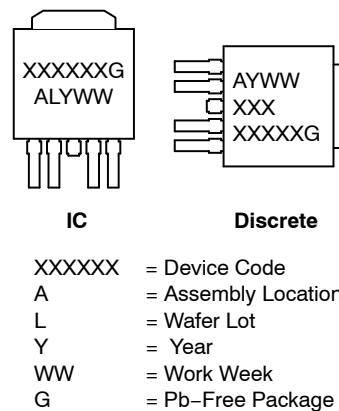 XXXXXXG
ALYWW
AYWW
XXX
XXXXXG
IC
Discrete
XXXXXX = Device Code
A = Assembly Location
L = Wafer Lot
Y = Year
WW = Work Week
G = Pb−Free Package